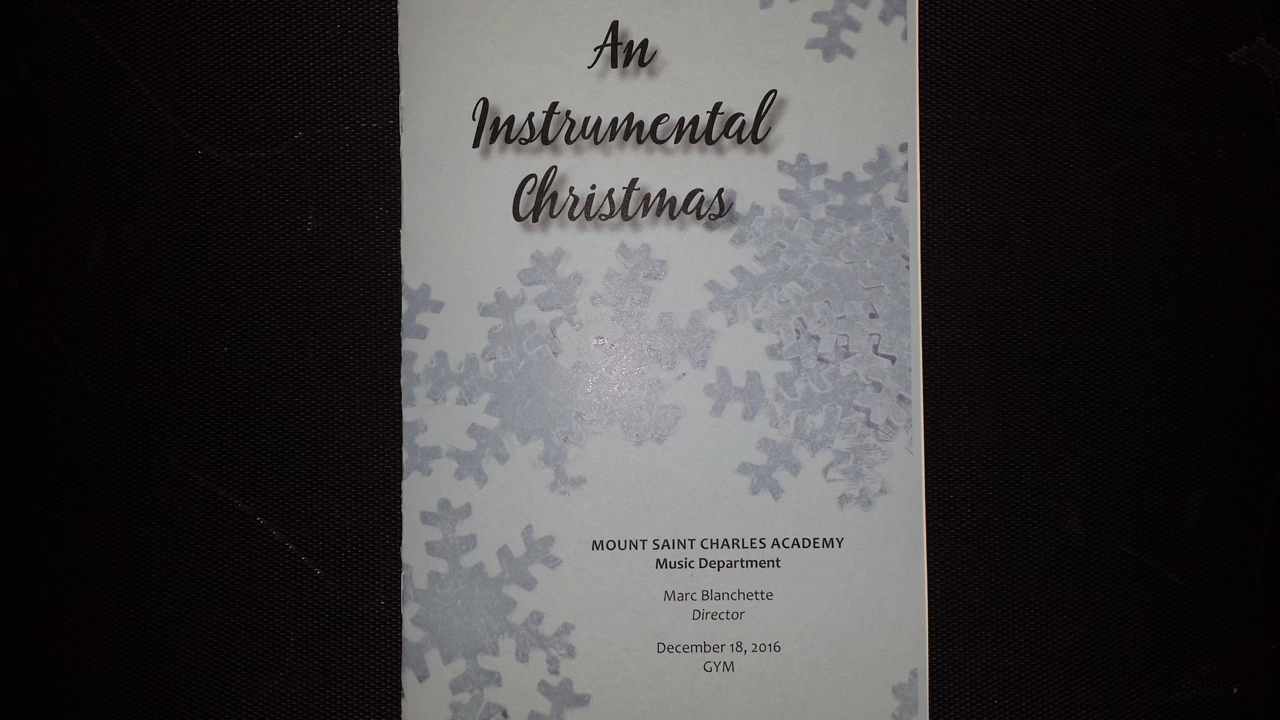 An
Instrumental
Christmas
MOUNT SAINT CHARLES ACADEMY
Music Department
Marc Blanchette
Director
December 18, 2016
GYM